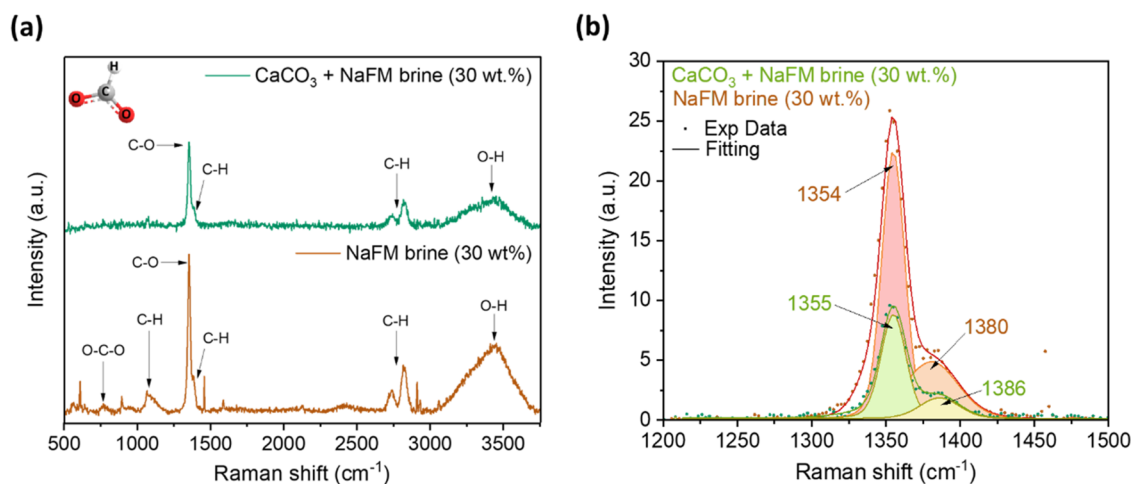 (a)
H
C
O
O
CaCO₃ + NaFM brine (30 wt.%)
C-O
C-H
C-H
O-H
NaFM brine (30 wt%)
C-O
O-H
C-H
C-H
C-H
O-C-O
Intensity (a.u.)
500 1000 1500 2000 2500 3000 3500
Raman shift (cm⁻¹)
(b)
CaCO₃ + NaFM brine (30 wt.%)
NaFM brine (30 wt.%)
Exp Data
Fitting
1354
1355
1380
1386
Intensity (a.u.)
30
25
20
15
10
5
0
1200 1250 1300 1350 1400 1450 1500
Raman shift (cm⁻¹)